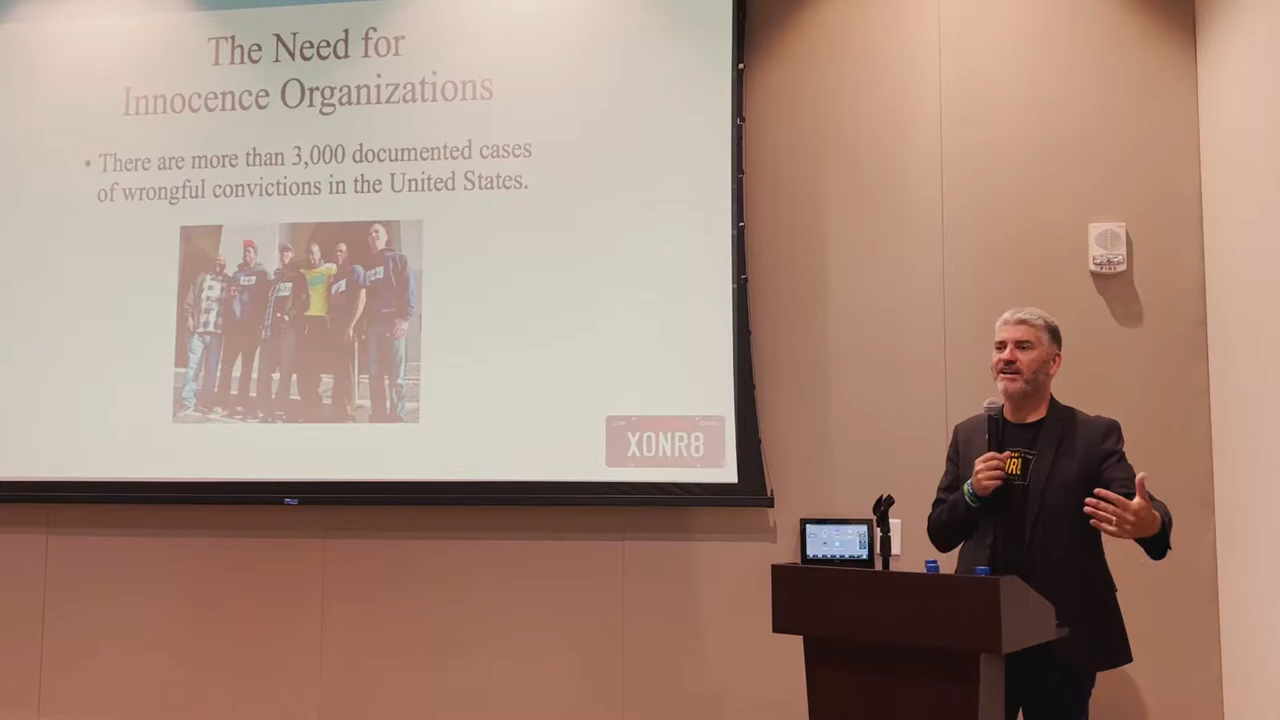 The Need for
Innocence Organizations
• There are more than 3,000 documented cases
of wrongful convictions in the United States.
XONR8
FIRE